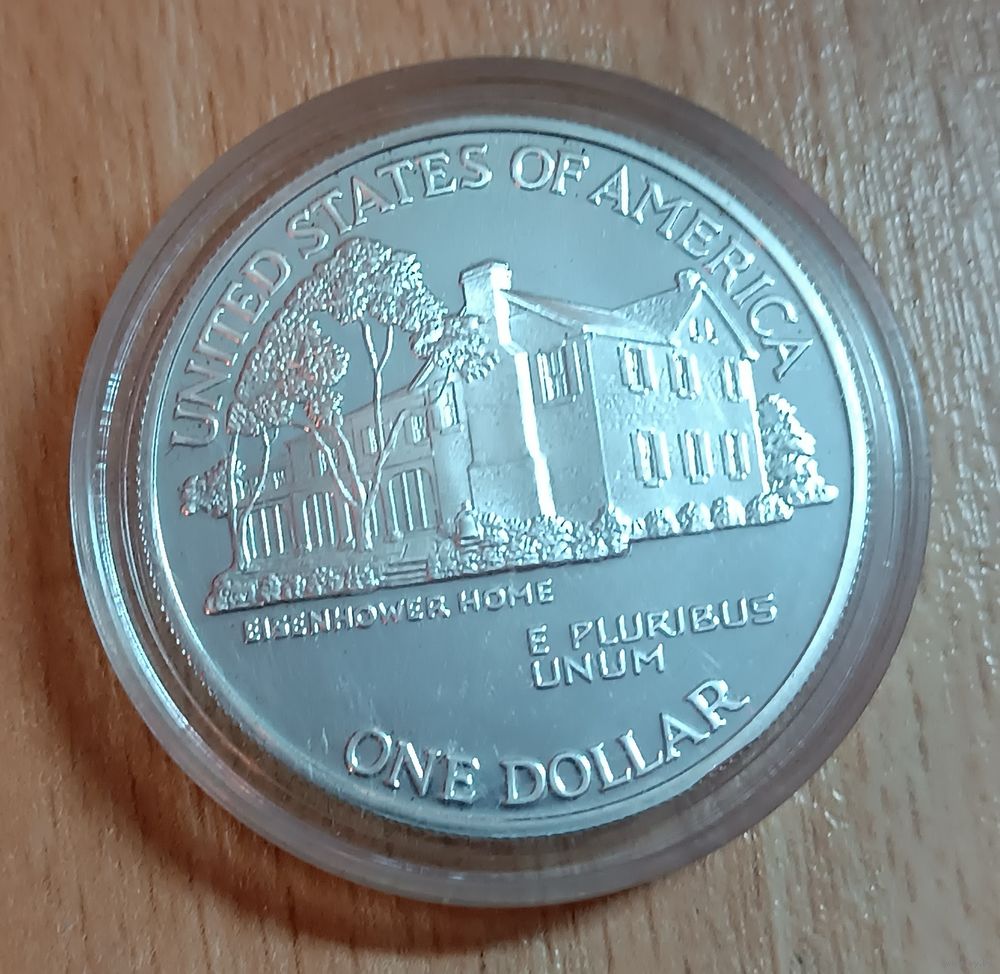 UNITED STATES OF AMERICA
EISENHOWER HOME
E PLURIBUS
UNUM
ONE DOLLAR